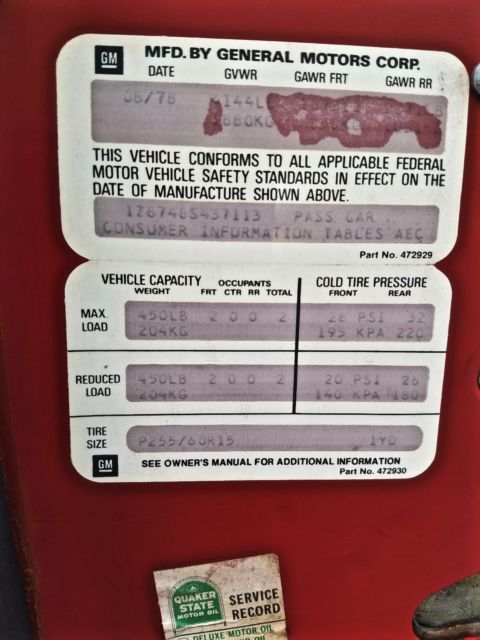 GM MFD. BY GENERAL MOTORS CORP.
DATE GVWR GAWR FRT GAWR RR
08/78 4144L
1880KG
THIS VEHICLE CONFORMS TO ALL APPLICABLE FEDERAL
MOTOR VEHICLE SAFETY STANDARDS IN EFFECT ON THE
DATE OF MANUFACTURE SHOWN ABOVE.
1Z8748S437113 PASS CAR
CONSUMER INFORMATION TABLES AEC
Part No. 472929
VEHICLE CAPACITY COLD TIRE PRESSURE
WEIGHT OCCUPANTS FRONT REAR
FRT CTR RR TOTAL
MAX. LOAD 450LB 2 0 0 2 26 PSI 32
204KG 195 KPA 220
REDUCED LOAD 450LB 2 0 0 2 20 PSI 26
204KG 140 KPA 180
TIRE SIZE P255/60R15 1YD
GM SEE OWNER'S MANUAL FOR ADDITIONAL INFORMATION
Part No. 472930
QUAKER STATE MOTOR OIL
SERVICE RECORD
DELUXE MOTOR OIL